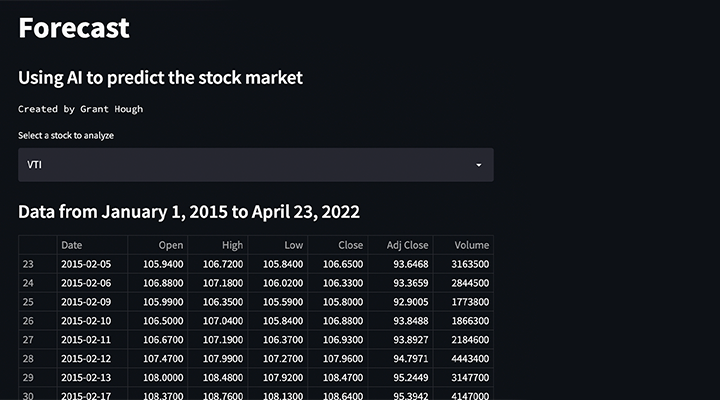 Forecast
Using AI to predict the stock market
Created by Grant Hough
Select a stock to analyze
VTI
Data from January 1, 2015 to April 23, 2022
Date Open High Low Close Adj Close Volume
23 2015-02-05 105.9400 106.7200 105.8400 106.6500 93.6468 3163500
24 2015-02-06 106.8800 107.1800 106.0200 106.3300 93.3659 2844500
25 2015-02-09 105.9900 106.3500 105.5900 105.8000 92.9005 1773800
26 2015-02-10 106.5000 107.0400 105.8400 106.8800 93.8488 1866300
27 2015-02-11 106.6700 107.1900 106.3700 106.9300 93.8927 2184600
28 2015-02-12 107.4700 107.9900 107.2700 107.9600 94.7971 4443400
29 2015-02-13 108.0000 108.4800 107.9200 108.4700 95.2449 3147700
30 2015-02-17 108.3700 108.7600 108.1300 108.6400 95.3942 4147000